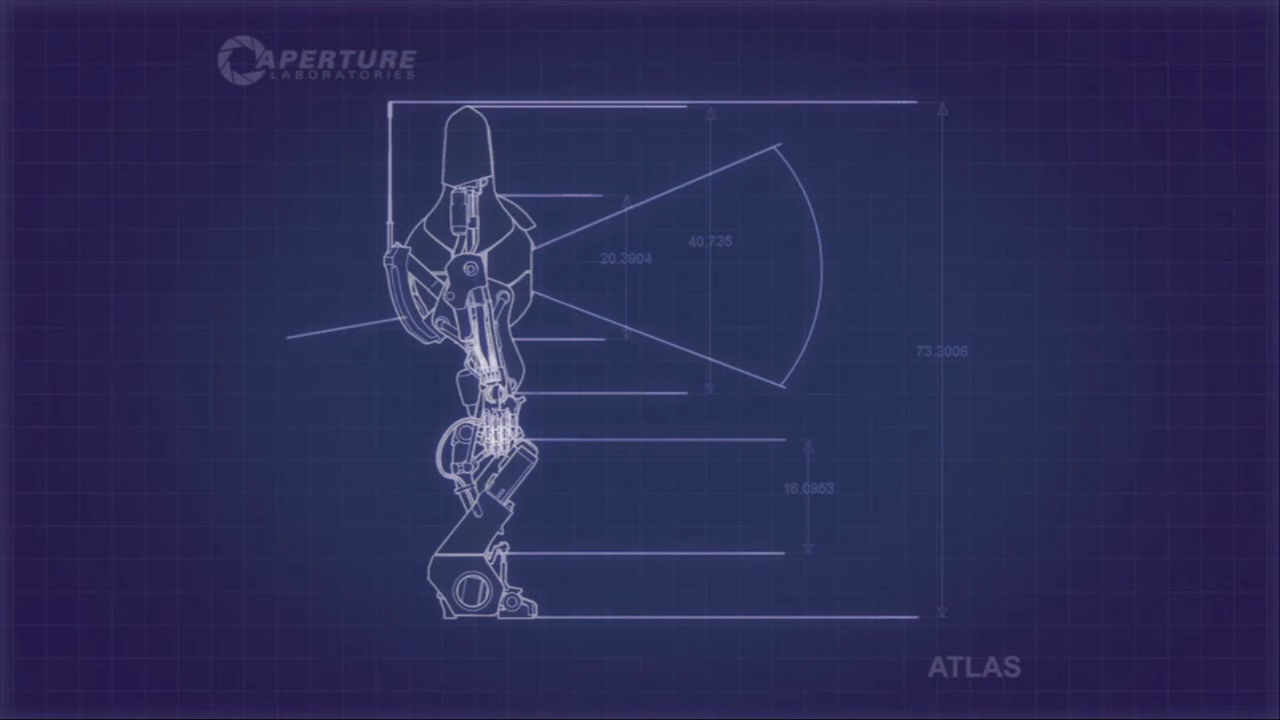 APERTURE
LABORATORIES
40.735
20.3904
73.3006
16.0953
ATLAS